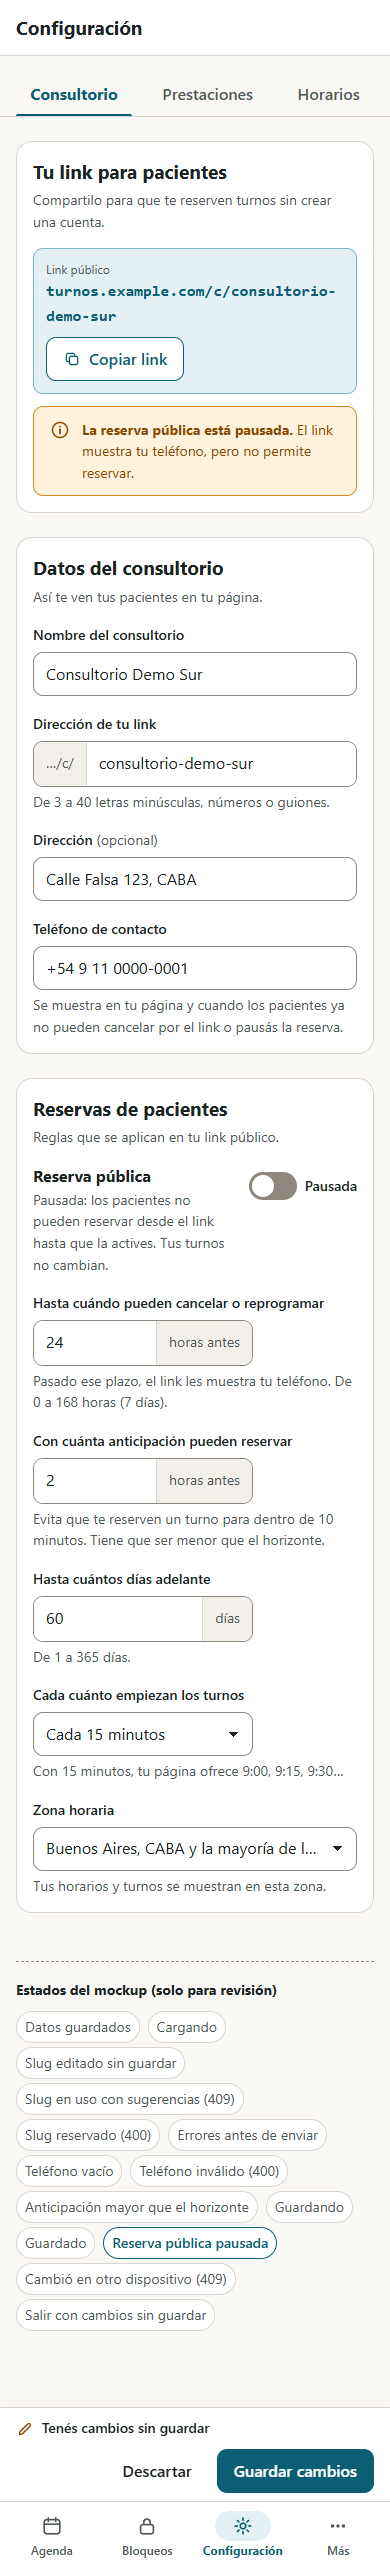 Configuración
Consultorio Prestaciones Horarios
Tu link para pacientes
Compartilo para que te reserven turnos sin crear
una cuenta.
Link público
turnos.example.com/c/consultorio-
demo-sur
Copiar link
La reserva pública está pausada. El link
muestra tu teléfono, pero no permite
reservar.
Datos del consultorio
Así te ven tus pacientes en tu página.
Nombre del consultorio
Consultorio Demo Sur
Dirección de tu link
.../c/ consultorio-demo-sur
De 3 a 40 letras minúsculas, números o guiones.
Dirección (opcional)
Calle Falsa 123, CABA
Teléfono de contacto
+54 9 11 0000-0001
Se muestra en tu página y cuando los pacientes ya
no pueden cancelar por el link o pausás la reserva.
Reservas de pacientes
Reglas que se aplican en tu link público.
Reserva pública
Pausada
Pausada: los pacientes no
pueden reservar desde el link
hasta que la actives. Tus turnos
no cambian.
Hasta cuándo pueden cancelar o reprogramar
24 horas antes
Pasado ese plazo, el link les muestra tu teléfono. De
0 a 168 horas (7 días).
Con cuánta anticipación pueden reservar
2 horas antes
Evita que te reserven un turno para dentro de 10
minutos. Tiene que ser menor que el horizonte.
Hasta cuántos días adelante
60 días
De 1 a 365 días.
Cada cuánto empiezan los turnos
Cada 15 minutos
Con 15 minutos, tu página ofrece 9:00, 9:15, 9:30...
Zona horaria
Buenos Aires, CABA y la mayoría de l...
Tus horarios y turnos se muestran en esta zona.
Estados del mockup (solo para revisión)
Datos guardados Cargando
Slug editado sin guardar
Slug en uso con sugerencias (409)
Slug reservado (400) Errores antes de enviar
Teléfono vacío Teléfono inválido (400)
Anticipación mayor que el horizonte Guardando
Guardado Reserva pública pausada
Cambió en otro dispositivo (409)
Salir con cambios sin guardar
Tenés cambios sin guardar
Descartar Guardar cambios
Agenda Bloqueos Configuración Más